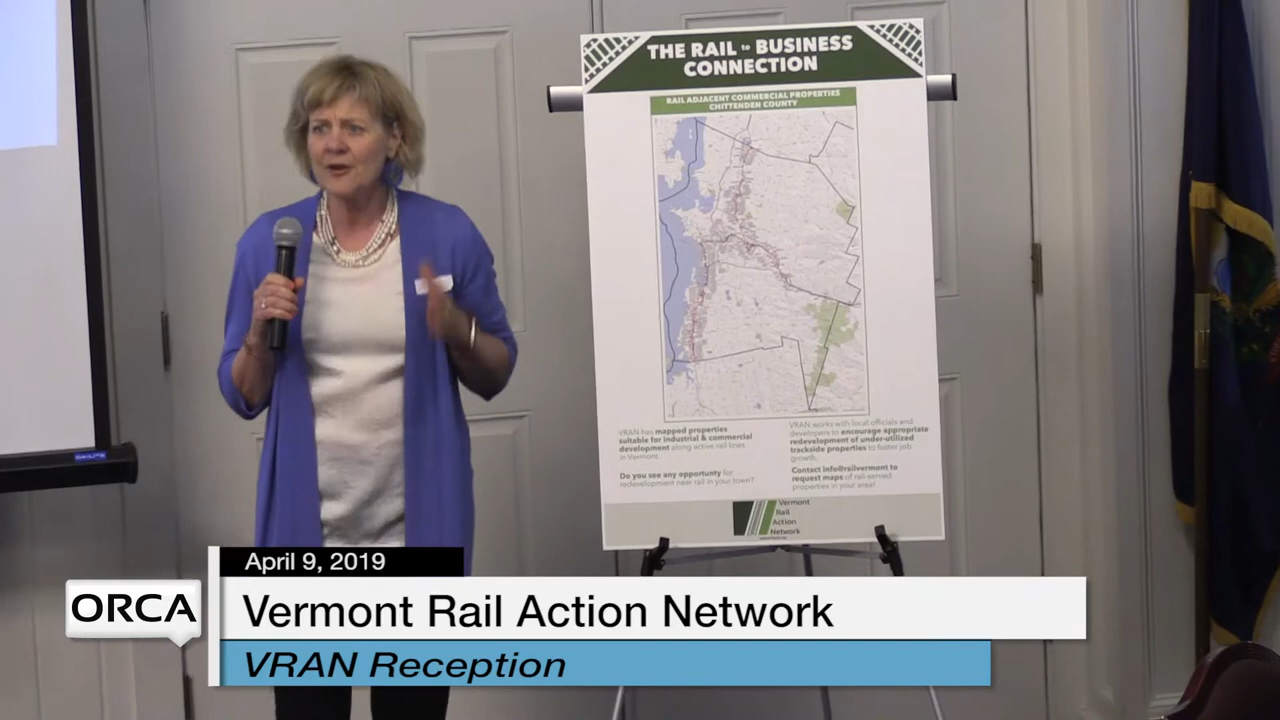 THE RAIL to BUSINESS
CONNECTION
RAIL ADJACENT COMMERCIAL PROPERTIES
CHITTENDEN COUNTY
VRAN has mapped properties
suitable for industrial & commercial
development along active rail lines
in Vermont.
Do you see any opportunity for
redevelopment near rail in your town?
VRAN works with local officials and
developers to encourage appropriate
redevelopment of under-utilized
trackside properties to foster job
growth.
Contact info@railvermont to
request maps of rail-served
properties in your area!
Vermont
Rail
Action
Network
April 9, 2019
ORCA
Vermont Rail Action Network
VRAN Reception